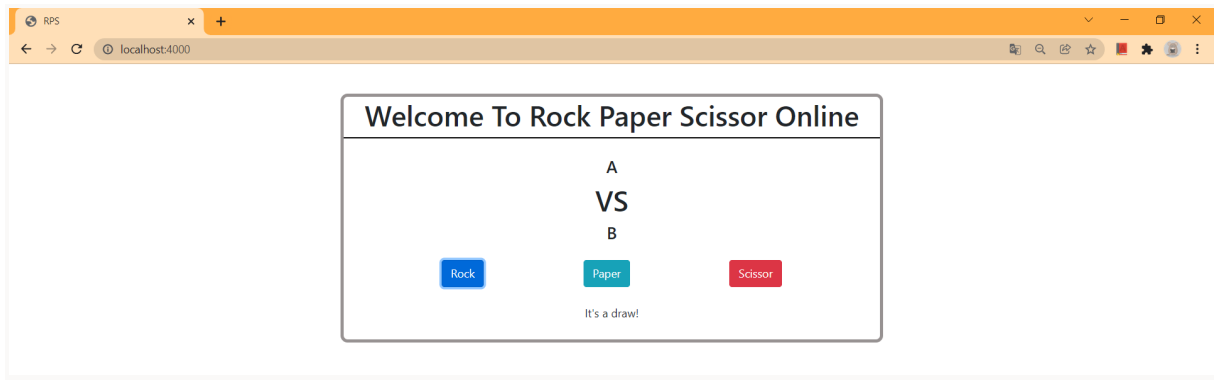 RPS
localhost:4000
Welcome To Rock Paper Scissor Online
A
VS
B
Rock Paper Scissor
It's a draw!